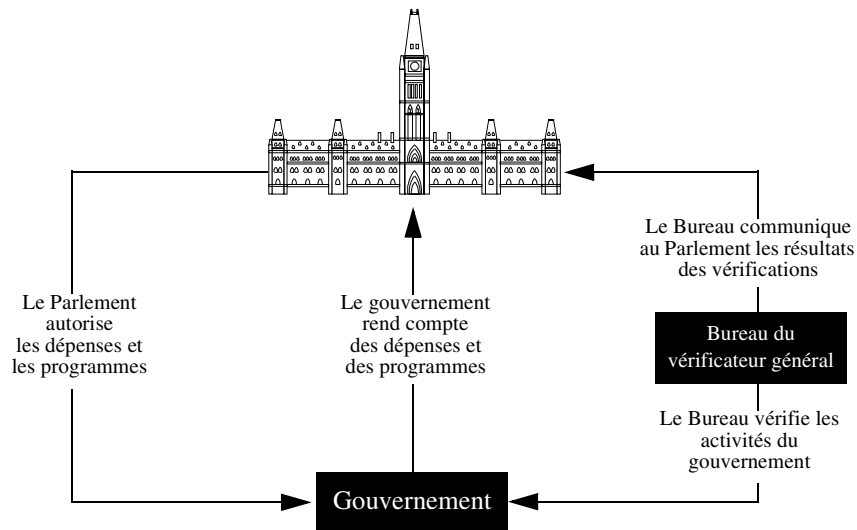 Le Bureau communique
au Parlement les résultats
des vérifications
Le Parlement
autorise
les dépenses et
les programmes
Le gouvernement
rend compte
des dépenses et
des programmes
Bureau du
vérificateur général
Le Bureau vérifie les
activités du
gouvernement
Gouvernement